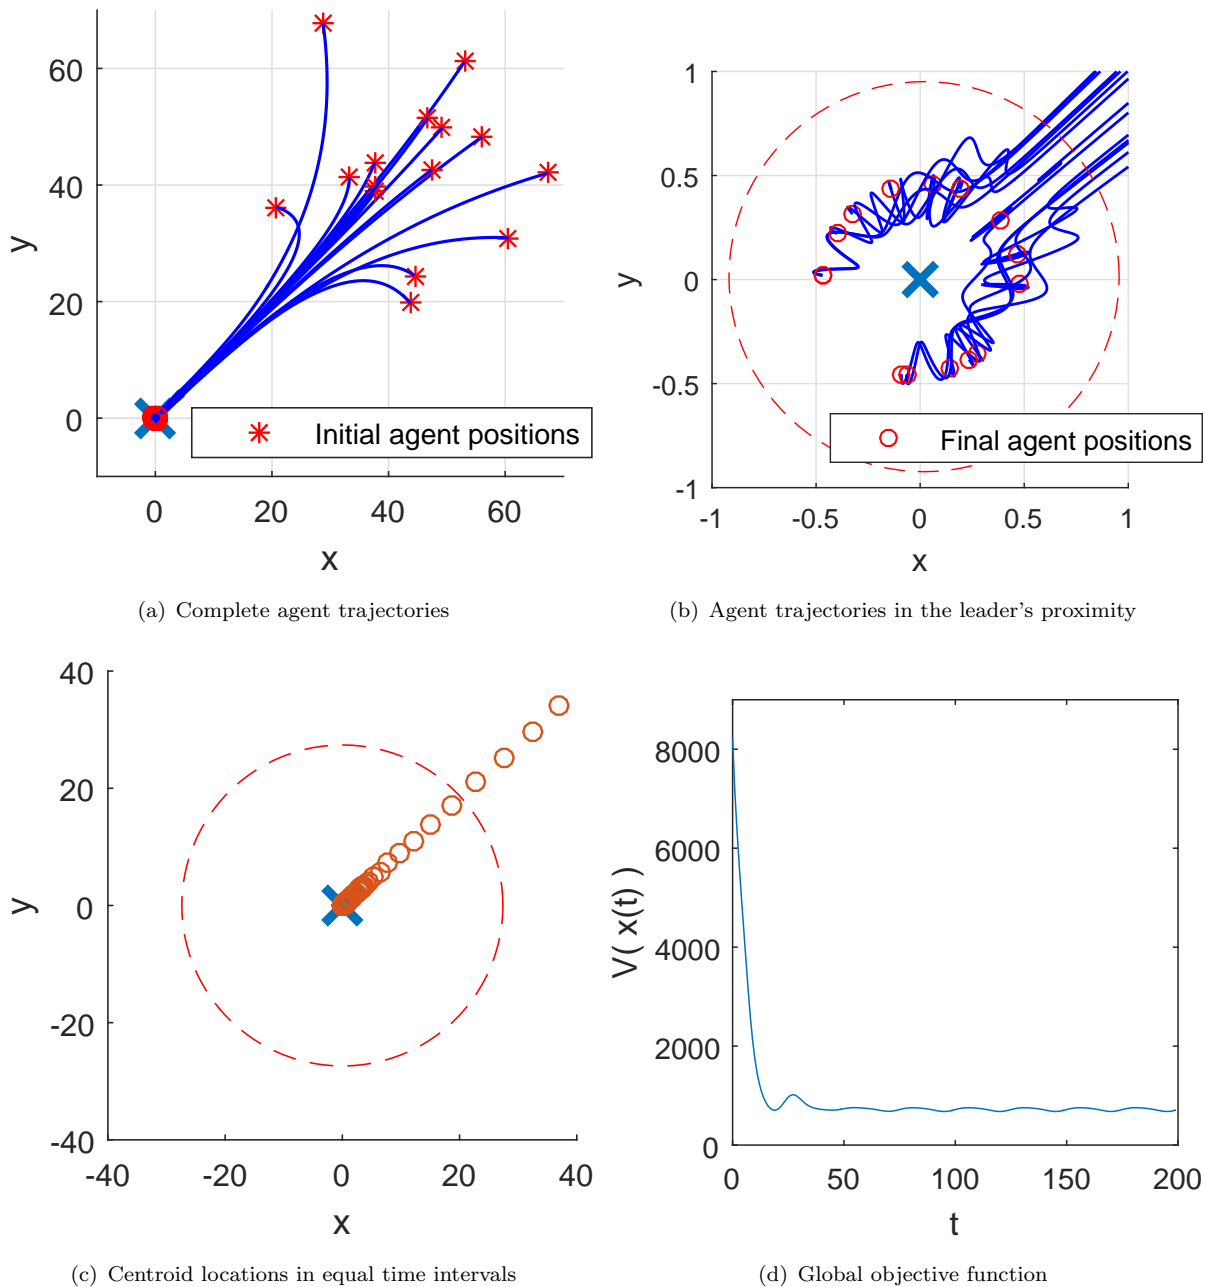 60
40
20
0
y
0
20
40
60
x
Initial agent positions
(a) Complete agent trajectories
1
0.5
0
-0.5
-1
y
-1
-0.5
0
0.5
1
x
Final agent positions
(b) Agent trajectories in the leader's proximity
40
20
0
-20
-40
y
-40
-20
0
20
40
x
(c) Centroid locations in equal time intervals
8000
6000
4000
2000
0
V( x(t) )
0
50
100
150
200
t
(d) Global objective function